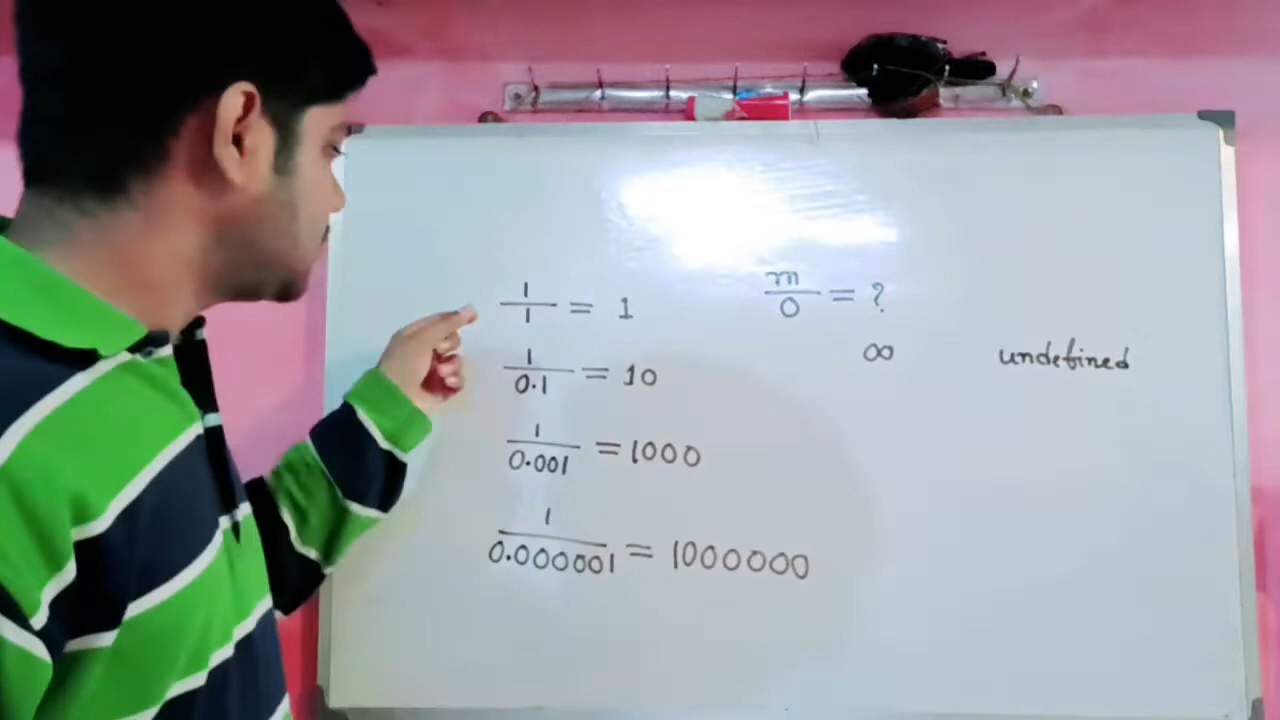 1/1 = 1
1/0.1 = 10
1/0.001 = 1000
1/0.000001 = 1000000
m/0 = ?
∞ undefined